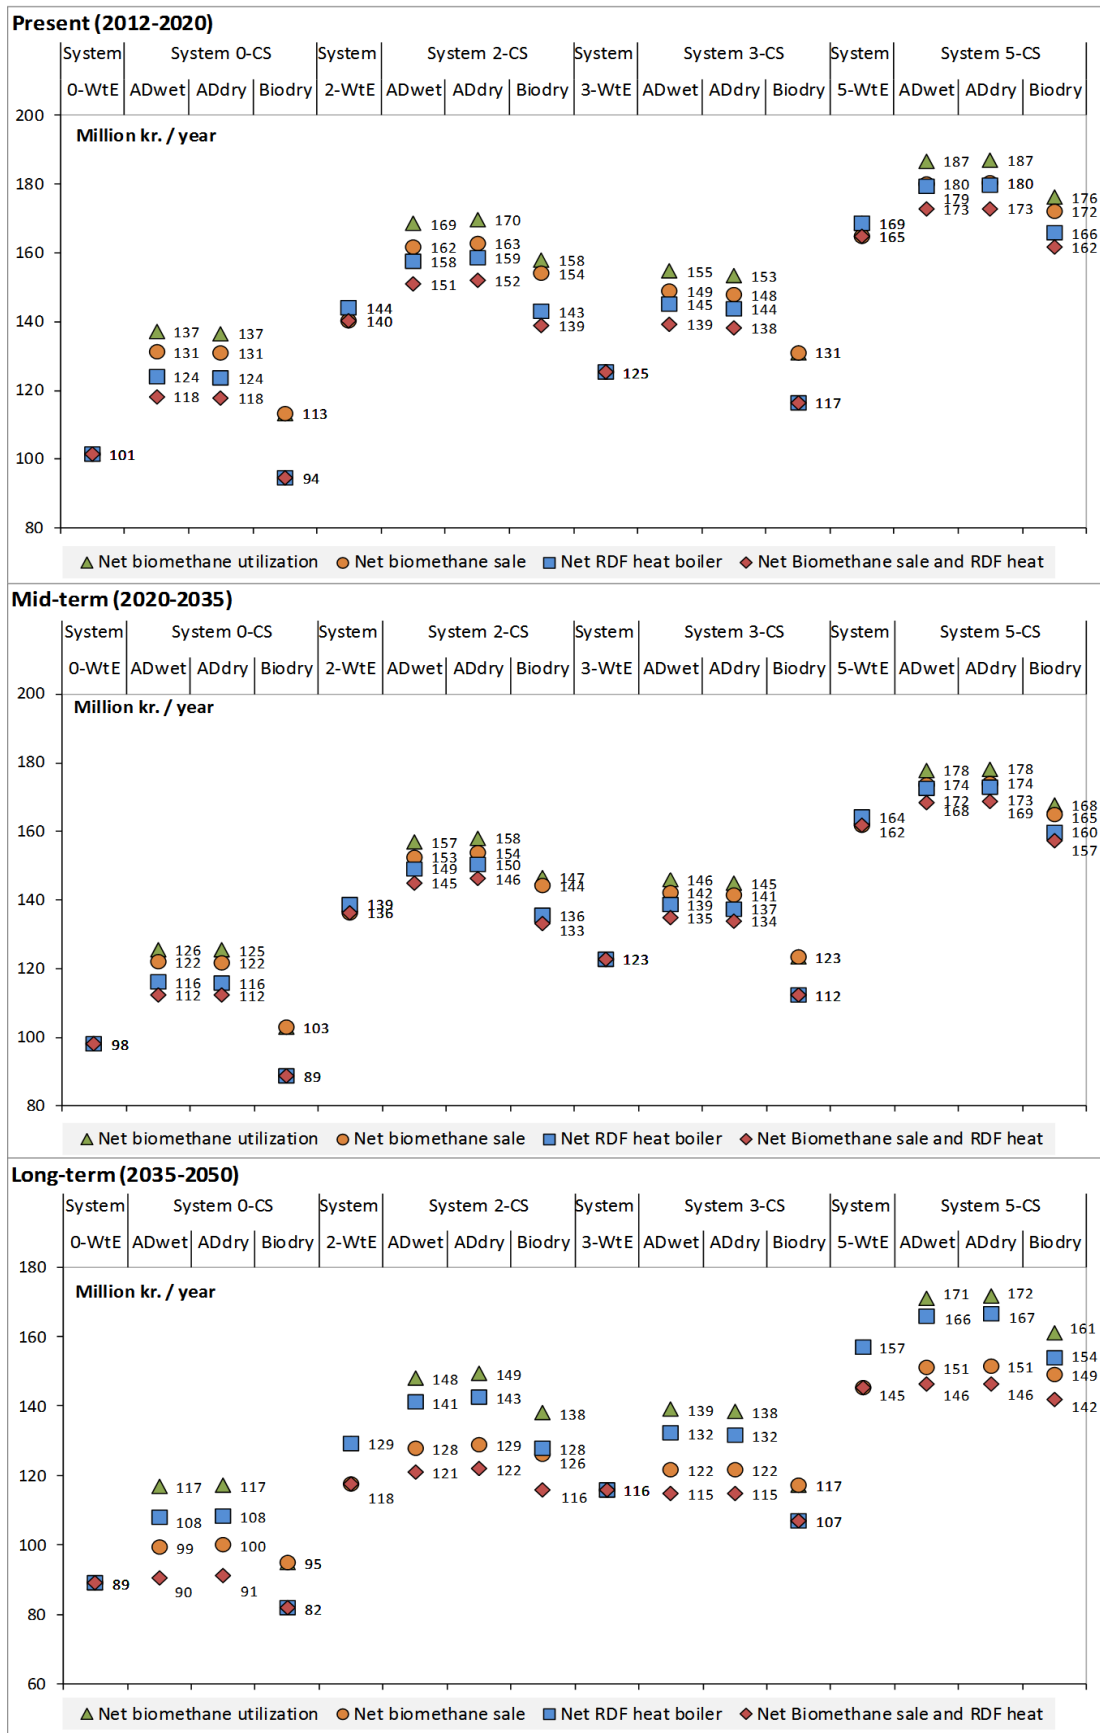 Present (2012-2020)
System System 0-CS System System 2-CS System System 3-CS System System 5-CS
0-WtE ADwet ADdry Biodry 2-WtE ADwet ADdry Biodry 3-WtE ADwet ADdry Biodry 5-WtE ADwet ADdry Biodry
200
Million kr. / year
187 187
180 180 180 176
179 172
173 173
169 170 169 166
162 163 165 162
160 158 159 158
154 155 153
151 152 149 148
144 143 145 144
140 140 139 139 138
137 137
131 131 131
124 124 125
120 118 118 117
113
100 101
94
80
Net biomethane utilization Net biomethane sale Net RDF heat boiler Net Biomethane sale and RDF heat
Mid-term (2020-2035)
System System 0-CS System System 2-CS System System 3-CS System System 5-CS
0-WtE ADwet ADdry Biodry 2-WtE ADwet ADdry Biodry 3-WtE ADwet ADdry Biodry 5-WtE ADwet ADdry Biodry
200
Million kr. / year
180 178 178
174 174
172 173
168 169 168
164 165
160 162 160
157 158 157
153 154
149 150 147
145 146 144 146 145
140 139 142 141
136 136 139 137
133 135 134
126 125
122 122 123 123
120 116 116
112 112 112
100 98 103
89
80
Net biomethane utilization Net biomethane sale Net RDF heat boiler Net Biomethane sale and RDF heat
Long-term (2035-2050)
System System 0-CS System System 2-CS System System 3-CS System System 5-CS
0-WtE ADwet ADdry Biodry 2-WtE ADwet ADdry Biodry 3-WtE ADwet ADdry Biodry 5-WtE ADwet ADdry Biodry
180
Million kr. / year
171 172
166 167
160 157 161
154
148 149 151 151 149
145 146 146
140 141 143 138 139 138 142
129 128 129 128 132 132
126
120 118 121 122 122 122
117 117 116 116 115 115 117
108 108 107
100 99 100
95
89 90 91
80 82
60
Net biomethane utilization Net biomethane sale Net RDF heat boiler Net Biomethane sale and RDF heat